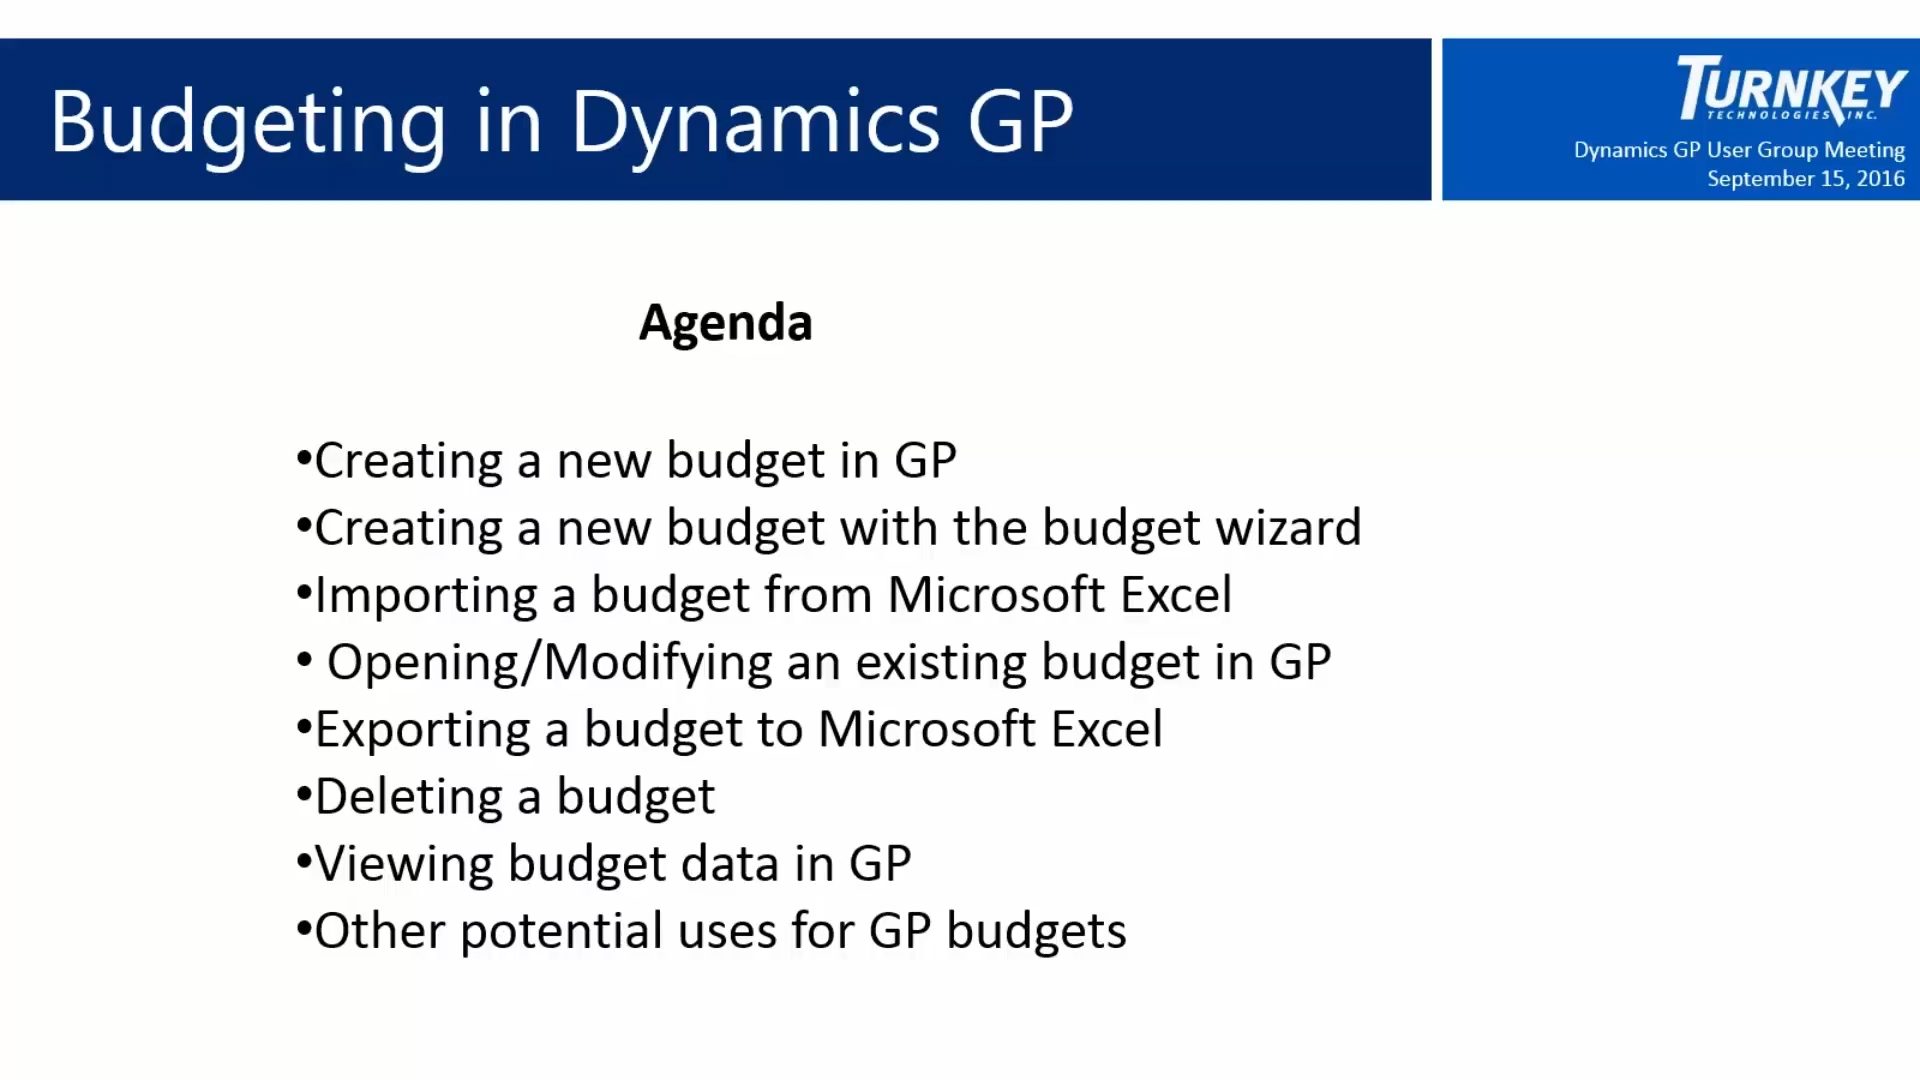 Budgeting in Dynamics GP
TURNKEY
TECHNOLOGIES, INC.
Dynamics GP User Group Meeting
September 15, 2016
Agenda
•Creating a new budget in GP
•Creating a new budget with the budget wizard
•Importing a budget from Microsoft Excel
• Opening/Modifying an existing budget in GP
•Exporting a budget to Microsoft Excel
•Deleting a budget
•Viewing budget data in GP
•Other potential uses for GP budgets